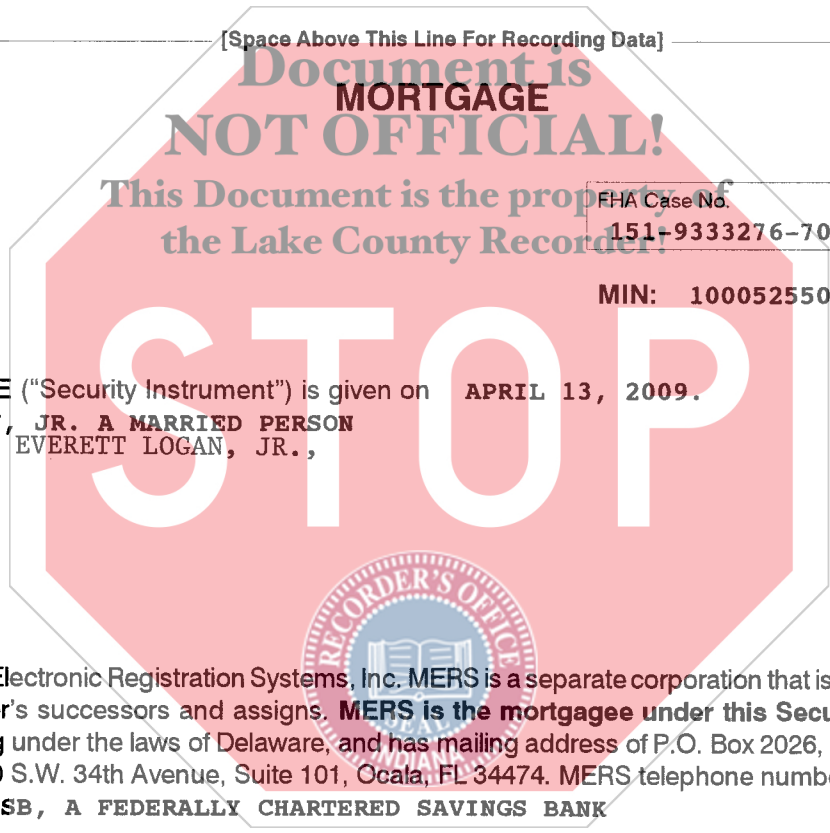 [Space Above This Line For Recording Data]
Document is
MORTGAGE
NOT OFFICIAL!
This Document is the property of
the Lake County Recorder!
FHA Case No.
151-9333276-70
MIN: 100052550
STOP
E (“Security Instrument”) is given on APRIL 13, 2009.
, JR. A MARRIED PERSON
EVERETT LOGAN, JR.,
RECORDER'S OFFICE
SEAL
INDIANA
Electronic Registration Systems, Inc. MERS is a separate corporation that is
r's successors and assigns. MERS is the mortgagee under this Secu
g under the laws of Delaware, and has mailing address of P.O. Box 2026,
S.W. 34th Avenue, Suite 101, Ocala, FL 34474. MERS telephone numb
SB, A FEDERALLY CHARTERED SAVINGS BANK